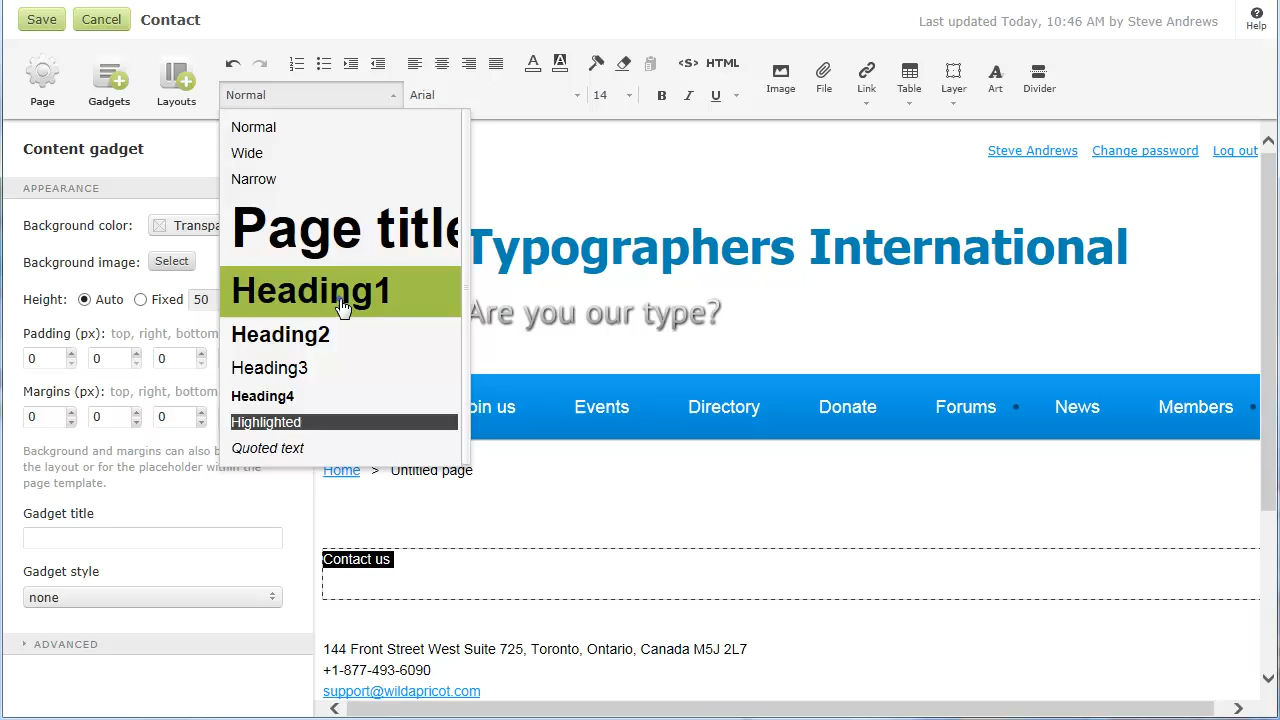 Save Cancel Contact Last updated Today, 10:46 AM by Steve Andrews Help
Page Gadgets Layouts
<S> HTML
Normal Arial 14 B I U
Image File Link Table Layer Art Divider
Normal
Wide
Narrow
Page title
Heading1
Heading2
Heading3
Heading4
Highlighted
Quoted text
Content gadget
APPEARANCE
Background color: Transpa
Background image: Select
Height: Auto Fixed 50
Padding (px): top, right, bottom
0 0 0
Margins (px): top, right, bottom
0 0 0
Background and margins can also b
the layout or for the placeholder within the
page template.
Gadget title
Gadget style
none
ADVANCED
Steve Andrews Change password Log out
Typographers International
Are you our type?
oin us Events Directory Donate Forums News Members
Home > Untitled page
Contact us
144 Front Street West Suite 725, Toronto, Ontario, Canada M5J 2L7
+1-877-493-6090
support@wildapricot.com